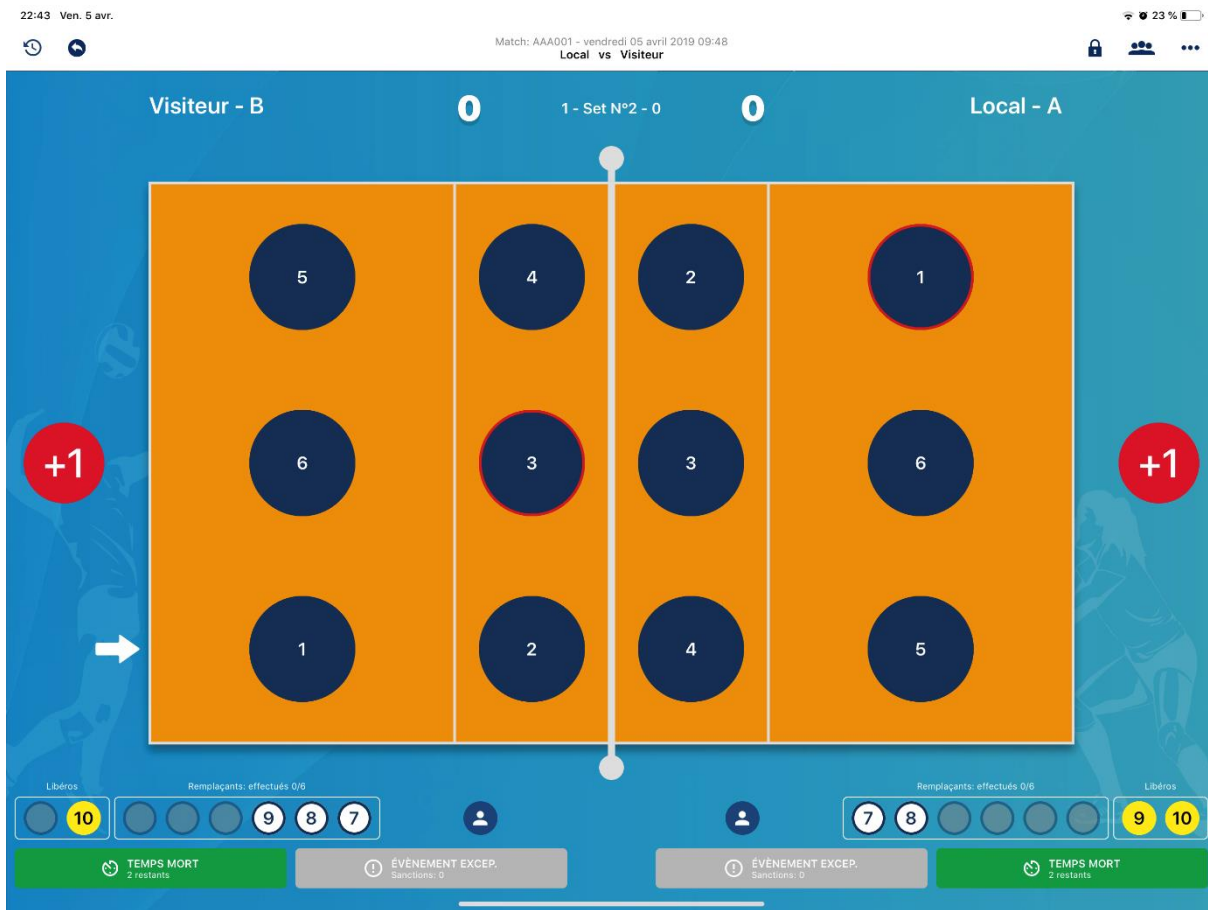 22:43 Ven. 5 avr.
23 %
Match: AAA001 - vendredi 05 avril 2019 09:48
Local vs Visiteur
Visiteur - B
0
1 - Set N°2 - 0
0
Local - A
5 4 2 1
+1
6 3 3 6
+1
1 2 4 5
Libéros
Remplaçants: effectués 0/6
Remplaçants: effectués 0/6
Libéros
10
9 8 7
7 8
9 10
TEMPS MORT
2 restants
ÉVÈNEMENT EXCEP.
Sanctions: 0
ÉVÈNEMENT EXCEP.
Sanctions: 0
TEMPS MORT
2 restants